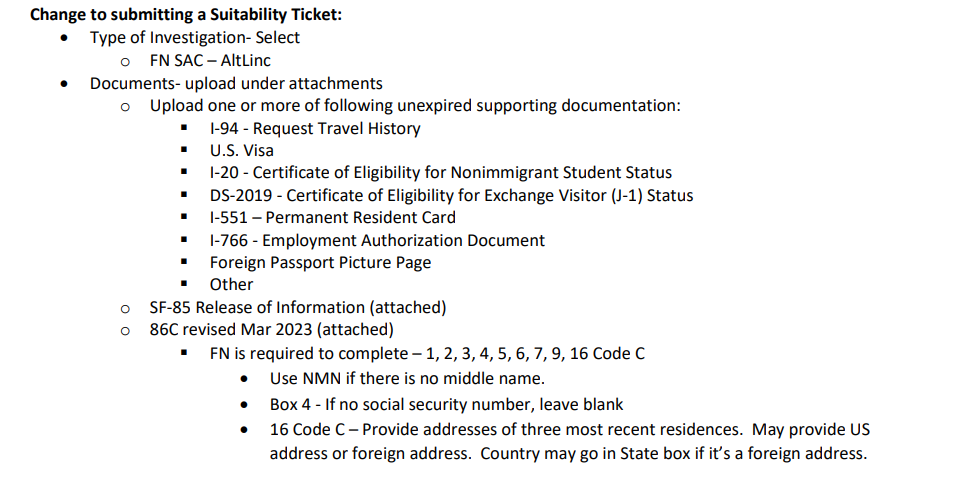 Change to submitting a Suitability Ticket:
• Type of Investigation- Select
o FN SAC – AltLinc
• Documents- upload under attachments
o Upload one or more of following unexpired supporting documentation:
▪ I-94 - Request Travel History
▪ U.S. Visa
▪ I-20 - Certificate of Eligibility for Nonimmigrant Student Status
▪ DS-2019 - Certificate of Eligibility for Exchange Visitor (J-1) Status
▪ I-551 – Permanent Resident Card
▪ I-766 - Employment Authorization Document
▪ Foreign Passport Picture Page
▪ Other
o SF-85 Release of Information (attached)
o 86C revised Mar 2023 (attached)
▪ FN is required to complete – 1, 2, 3, 4, 5, 6, 7, 9, 16 Code C
• Use NMN if there is no middle name.
• Box 4 - If no social security number, leave blank
• 16 Code C – Provide addresses of three most recent residences. May provide US
address or foreign address. Country may go in State box if it's a foreign address.